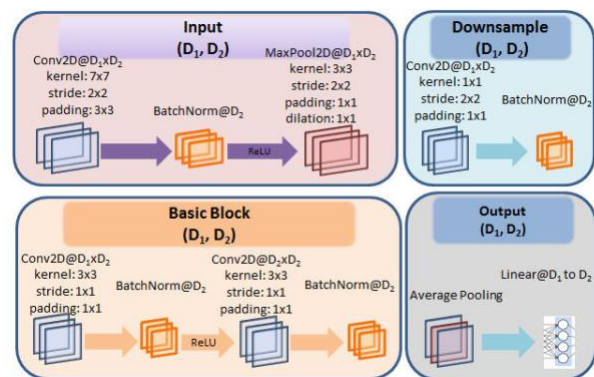 Input
(D₁, D₂)
Conv2D@D₁xD₂
kernel: 7x7
stride: 2x2
padding: 3x3
BatchNorm@D₂
ReLU
MaxPool2D@D₁xD₂
kernel: 3x3
stride: 2x2
padding: 1x1
dilation: 1x1
Downsample
(D₁, D₂)
Conv2D@D₁xD₂
kernel: 1x1
stride: 2x2
padding: 1x1
BatchNorm@D₂
Basic Block
(D₁, D₂)
Conv2D@D₁xD₂
kernel: 3x3
stride: 1x1
padding: 1x1
BatchNorm@D₂
ReLU
Conv2D@D₁xD₂
kernel: 3x3
stride: 1x1
padding: 1x1
BatchNorm@D₂
Output
(D₁, D₂)
Average Pooling
Linear@D₁ to D₂